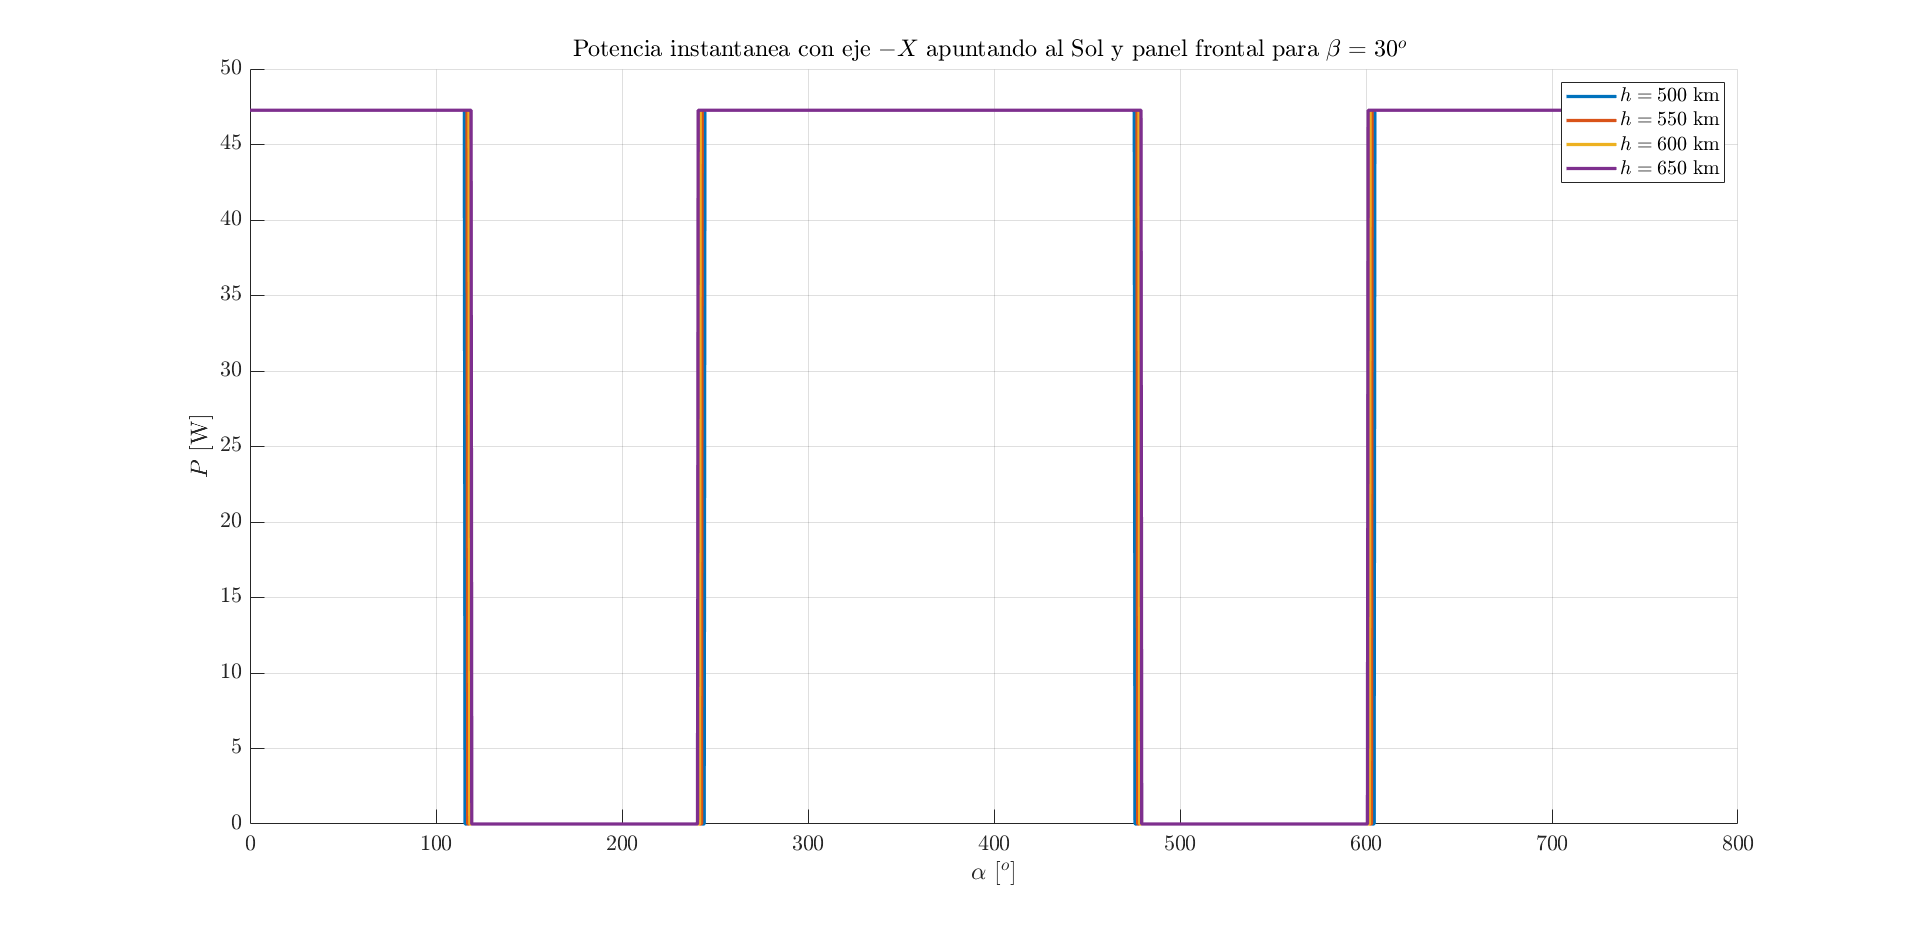 Potencia instantanea con eje −X apuntando al Sol y panel frontal para β = 30º
50
45
40
35
30
25
20
15
10
5
0
P [W]
0 100 200 300 400 500 600 700 800
α [º]
h = 500 km
h = 550 km
h = 600 km
h = 650 km